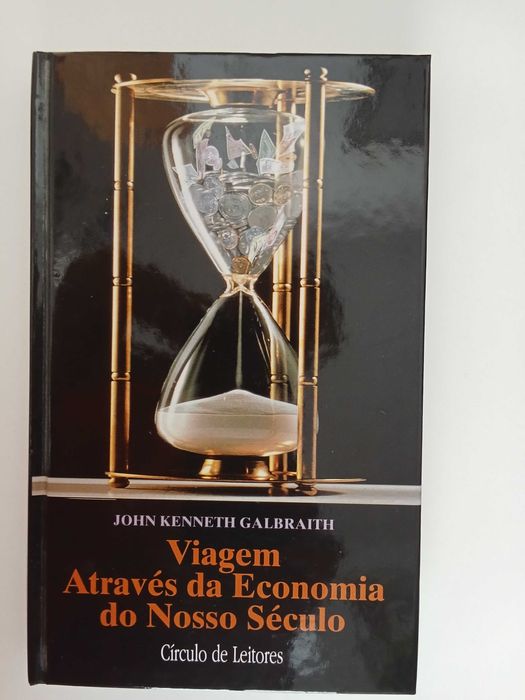 JOHN KENNETH GALBRAITH
Viagem
Através da Economia
do Nosso Século
Círculo de Leitores